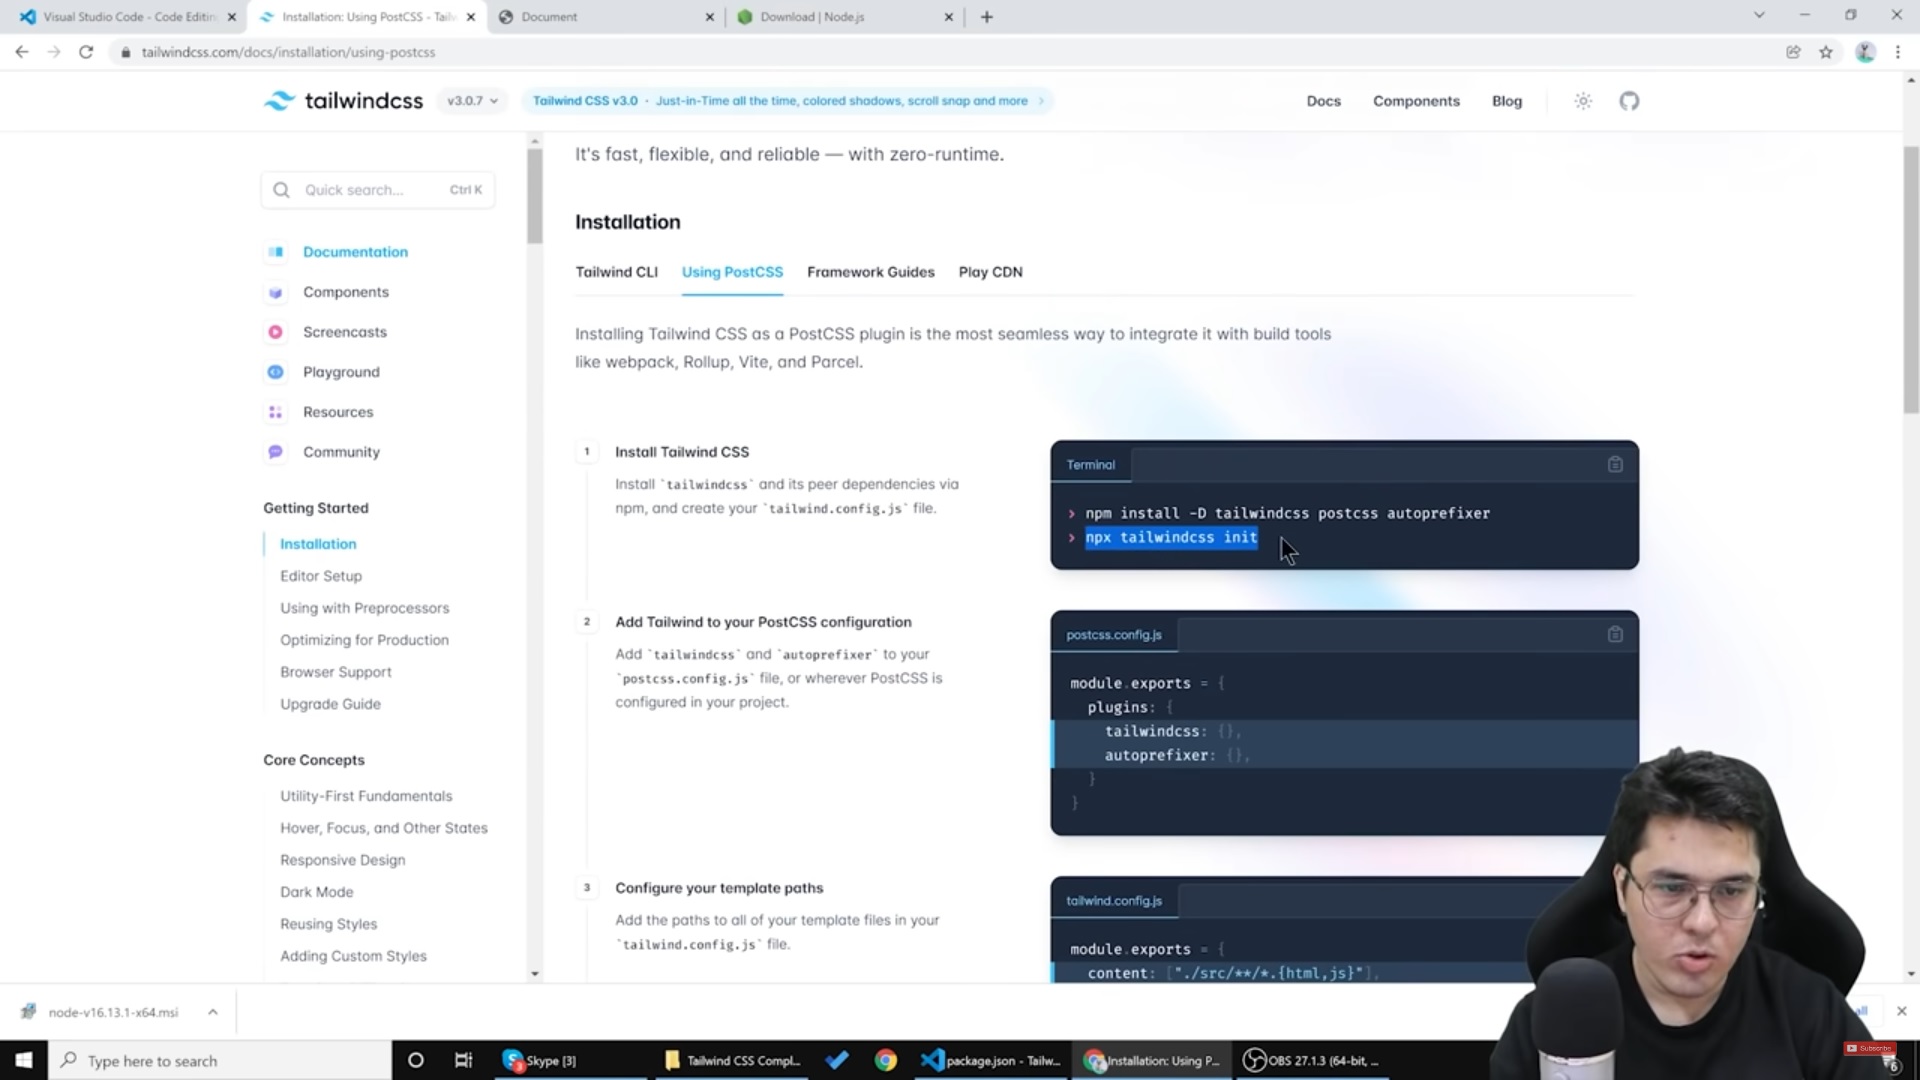 Visual Studio Code - Code Editin
Installation: Using PostCSS - Tailw
Document
Download | Node.js
tailwindcss.com/docs/installation/using-postcss
tailwindcss
v3.0.7
Tailwind CSS v3.0 · Just-in-Time all the time, colored shadows, scroll snap and more
Docs
Components
Blog
Quick search...
Ctrl K
Documentation
Components
Screencasts
Playground
Resources
Community
Getting Started
Installation
Editor Setup
Using with Preprocessors
Optimizing for Production
Browser Support
Upgrade Guide
Core Concepts
Utility-First Fundamentals
Hover, Focus, and Other States
Responsive Design
Dark Mode
Reusing Styles
Adding Custom Styles
It's fast, flexible, and reliable — with zero-runtime.
Installation
Tailwind CLI
Using PostCSS
Framework Guides
Play CDN
Installing Tailwind CSS as a PostCSS plugin is the most seamless way to integrate it with build tools
like webpack, Rollup, Vite, and Parcel.
1
Install Tailwind CSS
Install `tailwindcss` and its peer dependencies via
npm, and create your `tailwind.config.js` file.
Terminal
> npm install -D tailwindcss postcss autoprefixer
> npx tailwindcss init
2
Add Tailwind to your PostCSS configuration
Add `tailwindcss` and `autoprefixer` to your
`postcss.config.js` file, or wherever PostCSS is
configured in your project.
postcss.config.js
module.exports = {
plugins: {
tailwindcss: {},
autoprefixer: {},
}
}
3
Configure your template paths
Add the paths to all of your template files in your
`tailwind.config.js` file.
tailwind.config.js
module.exports = {
content: ["./src/**/*.{html,js}"],
node-v16.13.1-x64.msi
all
Type here to search
Skype [3]
Tailwind CSS Compl...
package.json - Tailw...
Installation: Using P...
OBS 27.1.3 (64-bit, ...
Subscribe
6